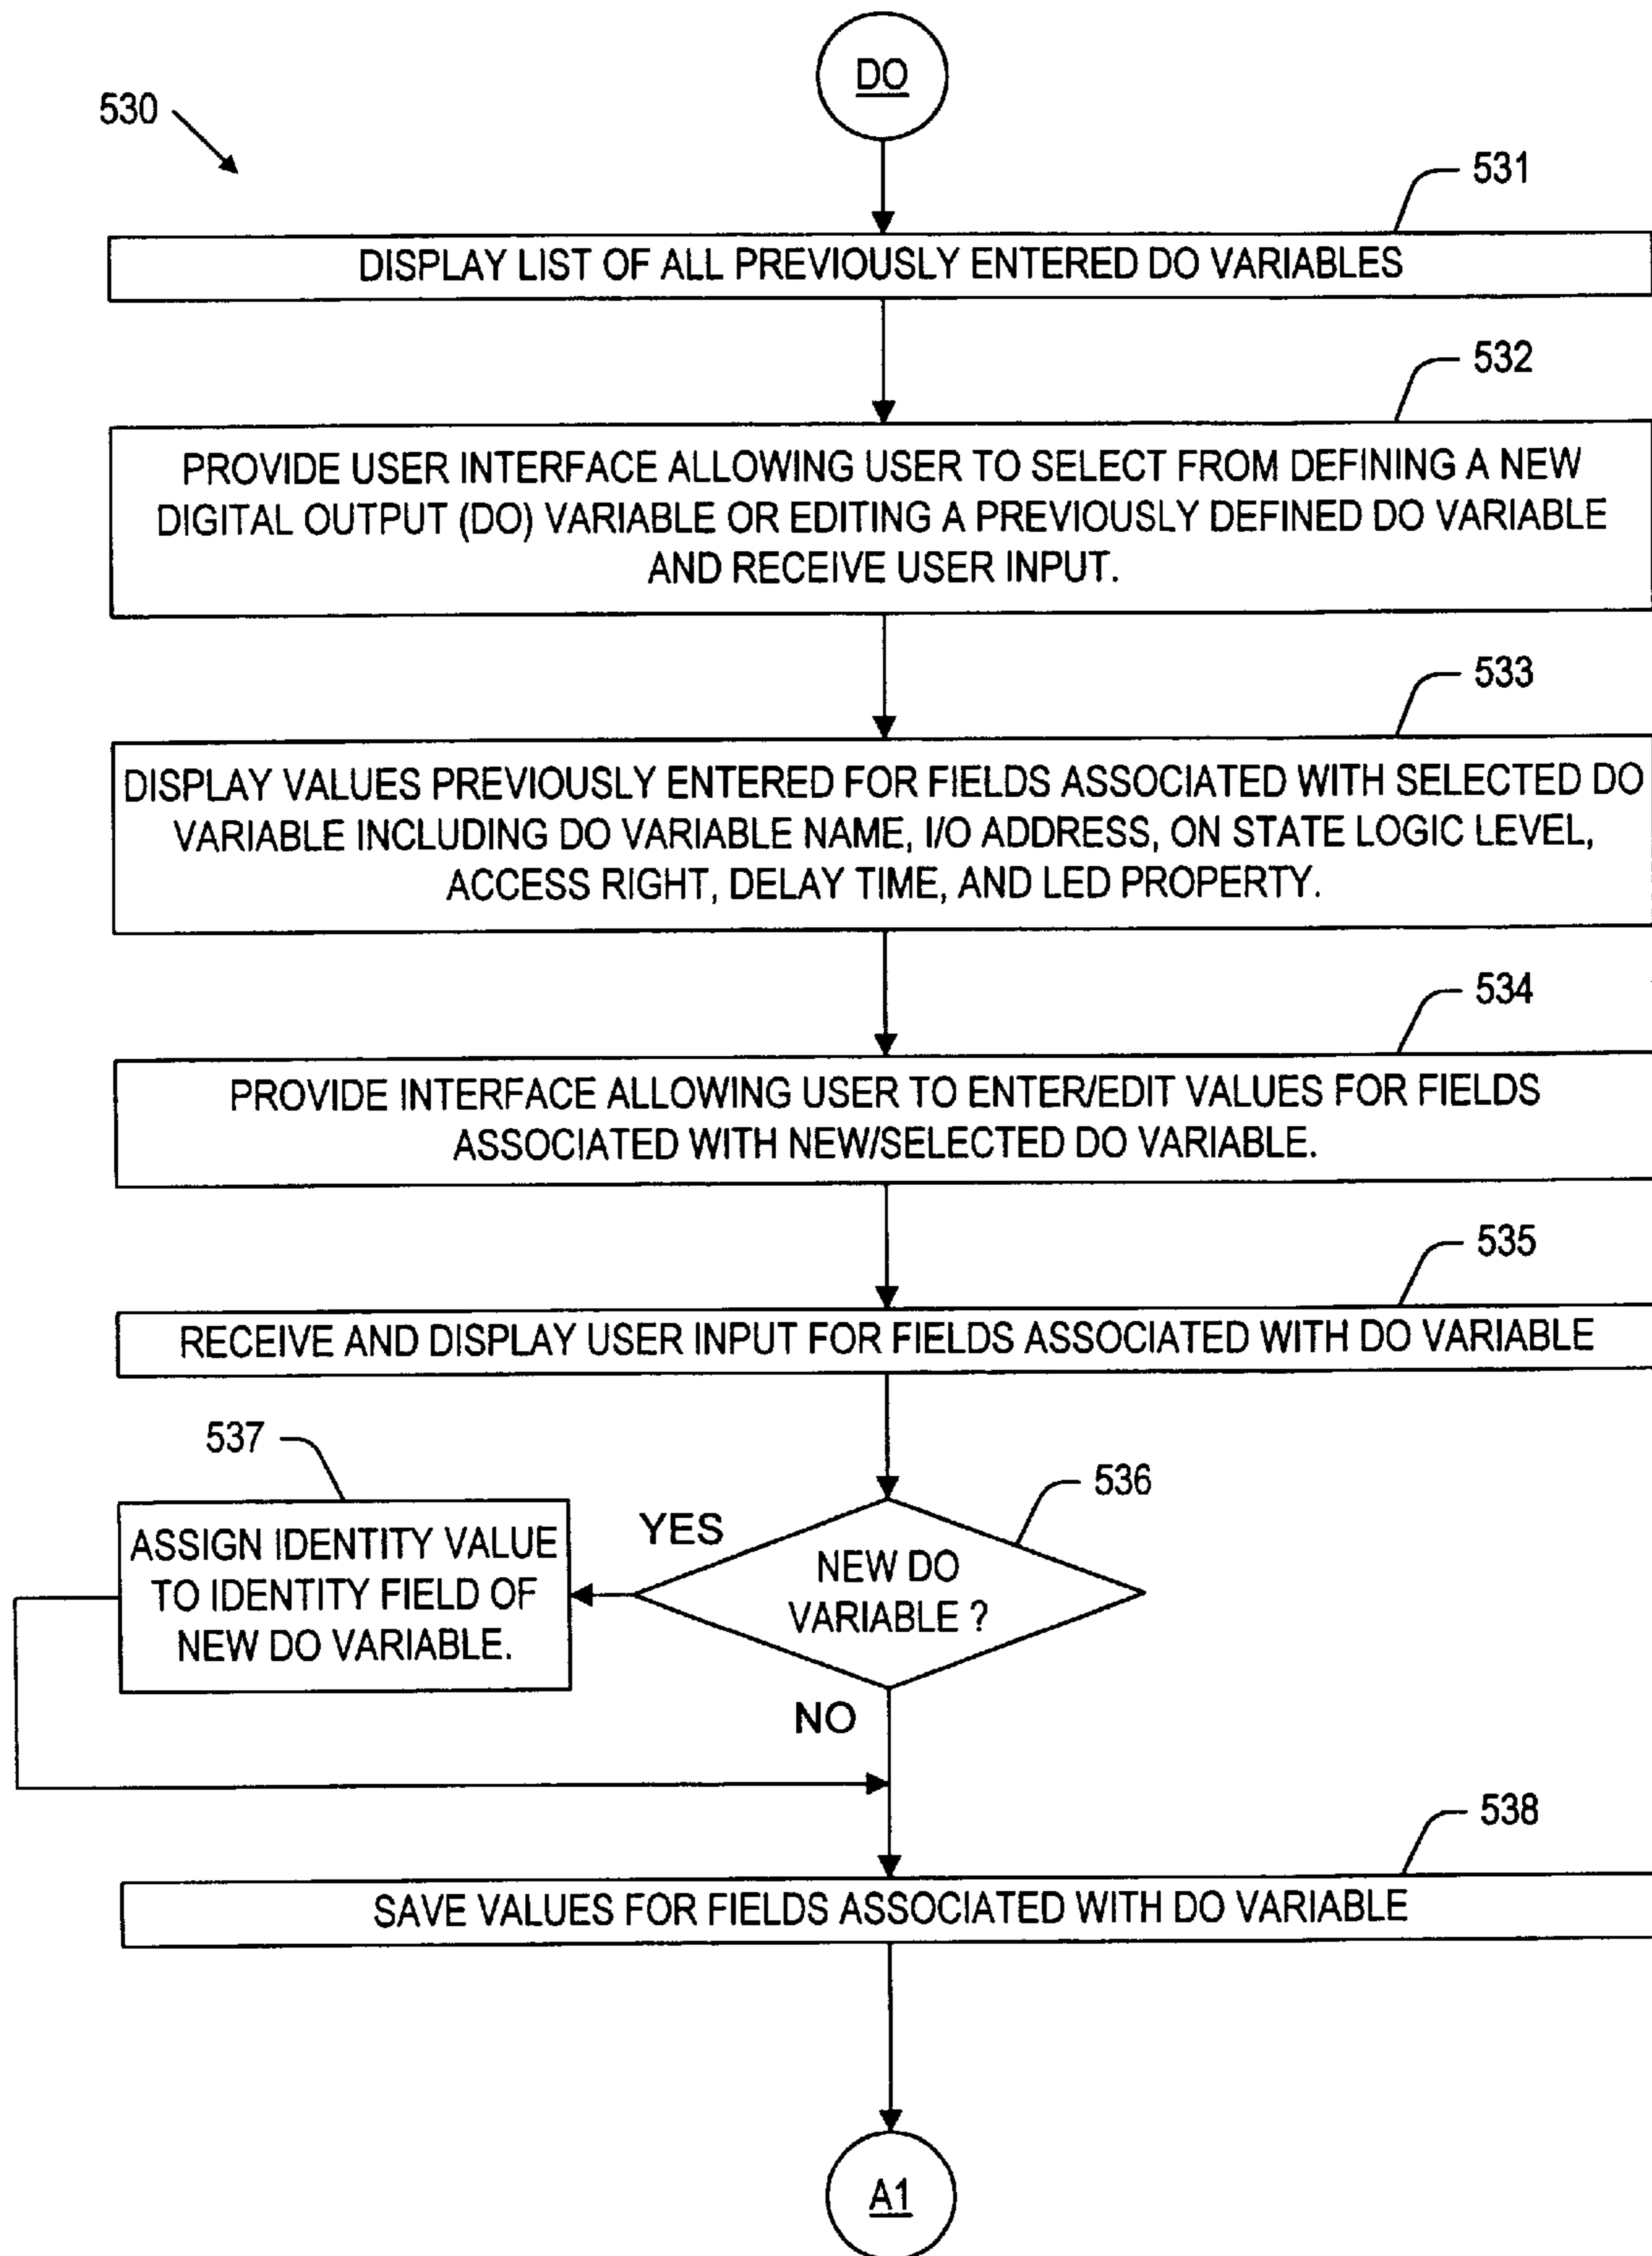 DO
530
531
DISPLAY LIST OF ALL PREVIOUSLY ENTERED DO VARIABLES
532
PROVIDE USER INTERFACE ALLOWING USER TO SELECT FROM DEFINING A NEW
DIGITAL OUTPUT (DO) VARIABLE OR EDITING A PREVIOUSLY DEFINED DO VARIABLE
AND RECEIVE USER INPUT.
533
DISPLAY VALUES PREVIOUSLY ENTERED FOR FIELDS ASSOCIATED WITH SELECTED DO
VARIABLE INCLUDING DO VARIABLE NAME, I/O ADDRESS, ON STATE LOGIC LEVEL,
ACCESS RIGHT, DELAY TIME, AND LED PROPERTY.
534
PROVIDE INTERFACE ALLOWING USER TO ENTER/EDIT VALUES FOR FIELDS
ASSOCIATED WITH NEW/SELECTED DO VARIABLE.
535
RECEIVE AND DISPLAY USER INPUT FOR FIELDS ASSOCIATED WITH DO VARIABLE
536
NEW DO
VARIABLE ?
YES
537
ASSIGN IDENTITY VALUE
TO IDENTITY FIELD OF
NEW DO VARIABLE.
NO
538
SAVE VALUES FOR FIELDS ASSOCIATED WITH DO VARIABLE
A1